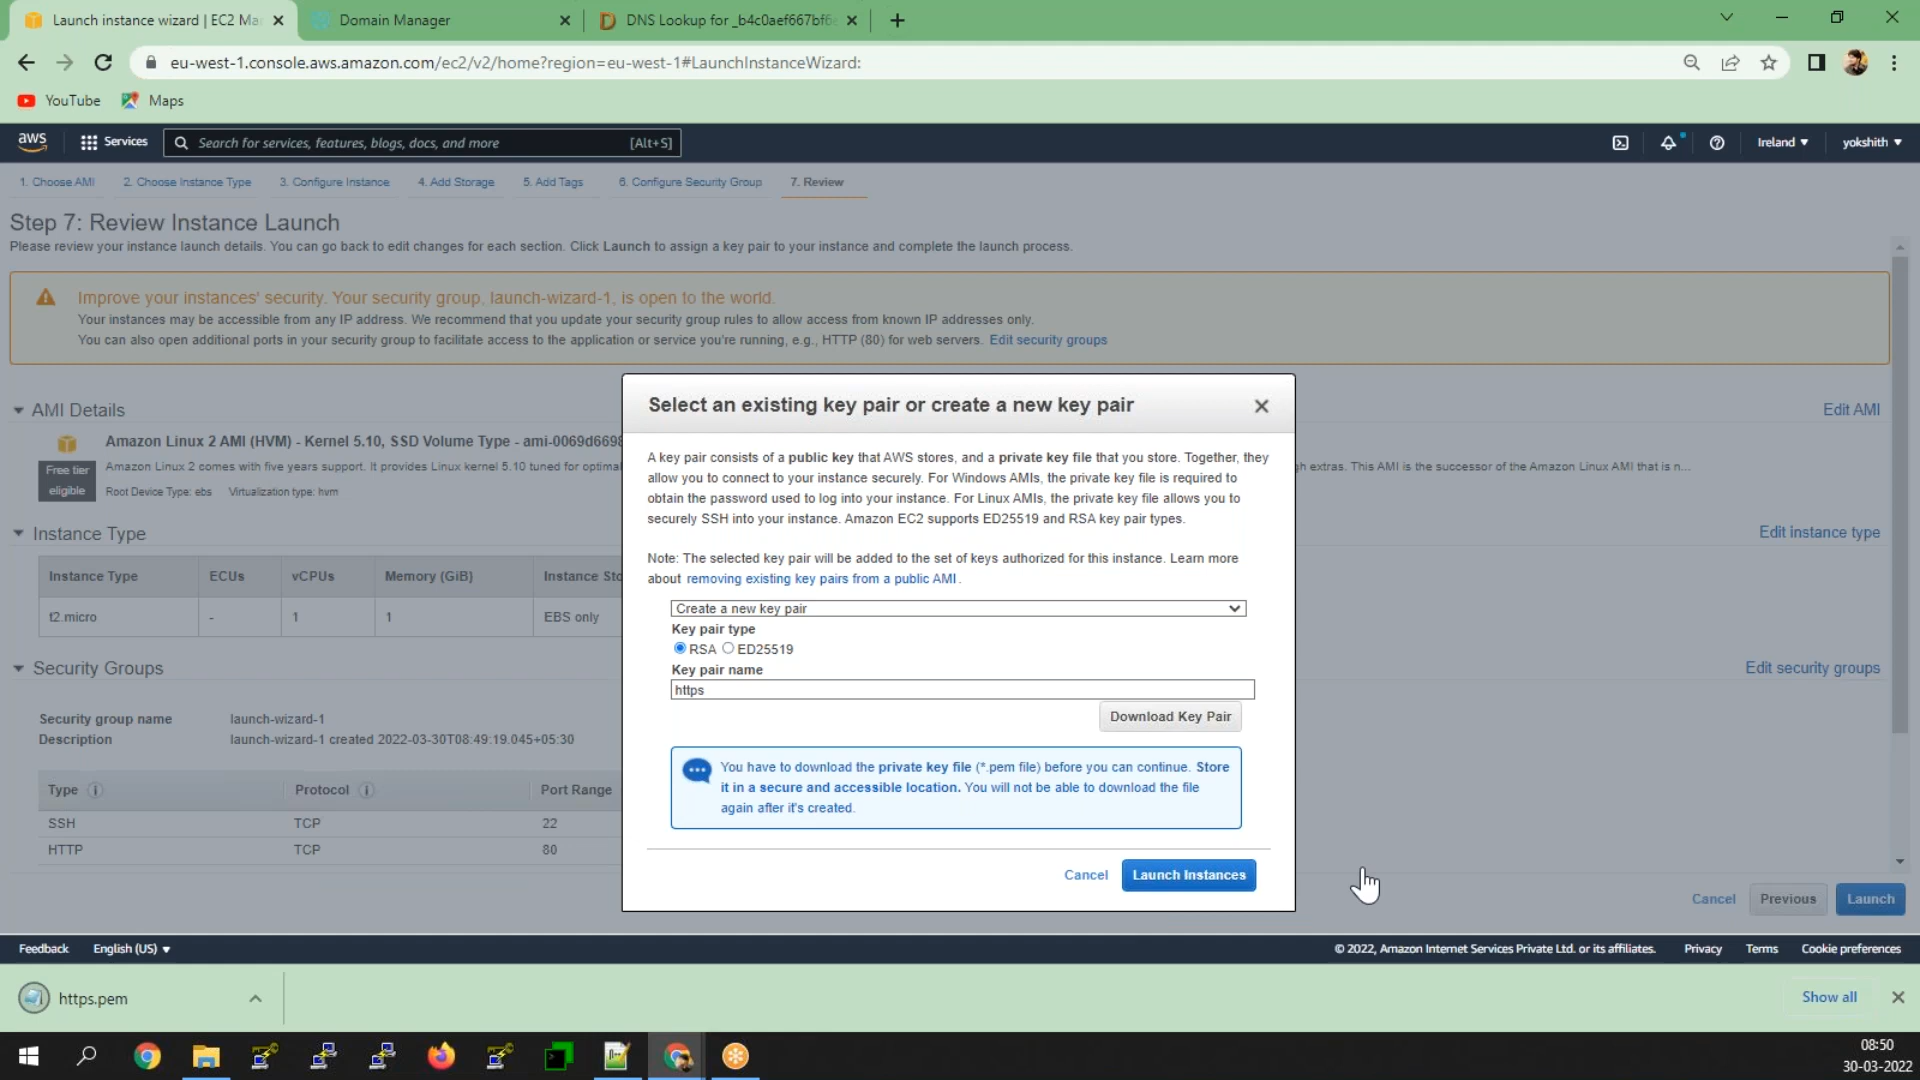 Launch instance wizard | EC2 Ma
Domain Manager
DNS Lookup for _b4c0aef667bf6
eu-west-1.console.aws.amazon.com/ec2/v2/home?region=eu-west-1#LaunchInstanceWizard:
YouTube
Maps
aws
Services
Search for services, features, blogs, docs, and more
[Alt+S]
Ireland
yokshith
1. Choose AMI
2. Choose Instance Type
3. Configure Instance
4. Add Storage
5. Add Tags
6. Configure Security Group
7. Review
Step 7: Review Instance Launch
Please review your instance launch details. You can go back to edit changes for each section. Click Launch to assign a key pair to your instance and complete the launch process.
Improve your instances' security. Your security group, launch-wizard-1, is open to the world.
Your instances may be accessible from any IP address. We recommend that you update your security group rules to allow access from known IP addresses only.
You can also open additional ports in your security group to facilitate access to the application or service you're running, e.g., HTTP (80) for web servers. Edit security groups
AMI Details
Edit AMI
Amazon Linux 2 AMI (HVM) - Kernel 5.10, SSD Volume Type - ami-0069d6698
Free tier eligible
Amazon Linux 2 comes with five years support. It provides Linux kernel 5.10 tuned for optimal
gh extras. This AMI is the successor of the Amazon Linux AMI that is n...
Root Device Type: ebs
Virtualization type: hvm
Instance Type
Edit instance type
Instance Type
ECUs
vCPUs
Memory (GiB)
Instance Sto
t2.micro
-
1
1
EBS only
Security Groups
Edit security groups
Security group name
launch-wizard-1
Description
launch-wizard-1 created 2022-03-30T08:49:19.045+05:30
Type
Protocol
Port Range
SSH
TCP
22
HTTP
TCP
80
Select an existing key pair or create a new key pair
A key pair consists of a public key that AWS stores, and a private key file that you store. Together, they
allow you to connect to your instance securely. For Windows AMIs, the private key file is required to
obtain the password used to log into your instance. For Linux AMIs, the private key file allows you to
securely SSH into your instance. Amazon EC2 supports ED25519 and RSA key pair types.
Note: The selected key pair will be added to the set of keys authorized for this instance. Learn more
about removing existing key pairs from a public AMI.
Create a new key pair
Key pair type
RSA
ED25519
Key pair name
https
Download Key Pair
You have to download the private key file (*.pem file) before you can continue. Store
it in a secure and accessible location. You will not be able to download the file
again after it's created.
Cancel
Launch Instances
Cancel
Previous
Launch
Feedback
English (US)
© 2022, Amazon Internet Services Private Ltd. or its affiliates.
Privacy
Terms
Cookie preferences
https.pem
Show all
08:50
30-03-2022